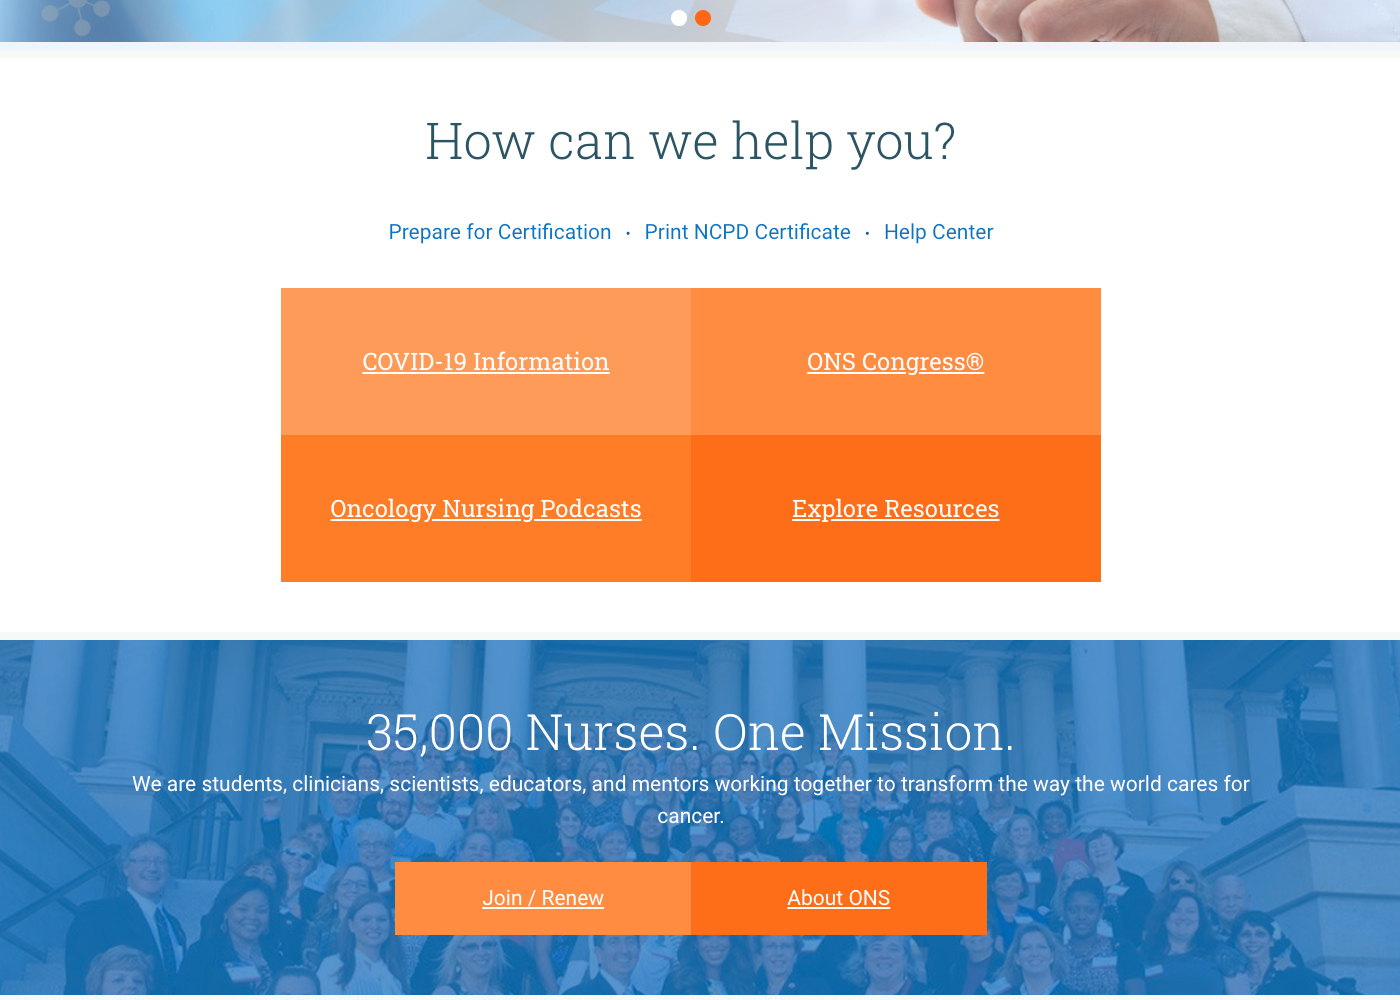 How can we help you?
Prepare for Certification · Print NCPD Certificate · Help Center
COVID-19 Information
ONS Congress®
Oncology Nursing Podcasts
Explore Resources
35,000 Nurses. One Mission.
We are students, clinicians, scientists, educators, and mentors working together to transform the way the world cares for
cancer.
Join / Renew
About ONS